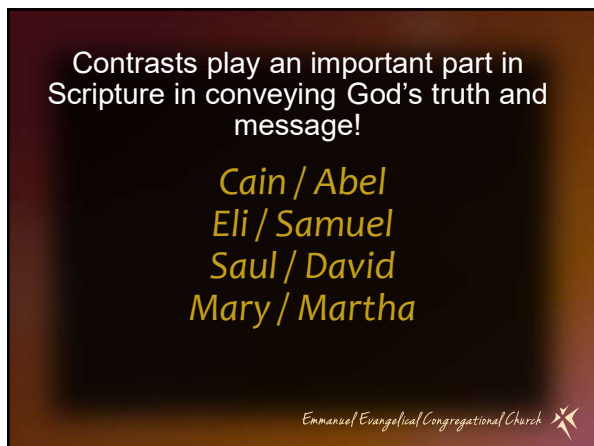 Contrasts play an important part in
Scripture in conveying God’s truth and
message!
Cain / Abel
Eli / Samuel
Saul / David
Mary / Martha
Emmanuel Evangelical Congregational Church